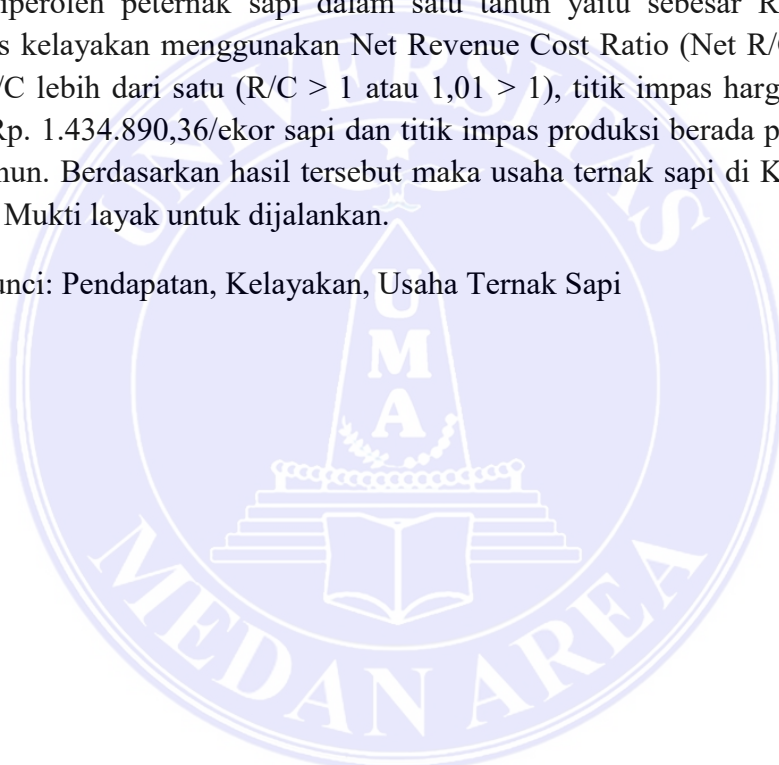 iperoleh peternak sapi dalam satu tahun yaitu sebesar R
s kelayakan menggunakan Net Revenue Cost Ratio (Net R/
/C lebih dari satu (R/C > 1 atau 1,01 > 1), titik impas harg
Rp. 1.434.890,36/ekor sapi dan titik impas produksi berada p
hun. Berdasarkan hasil tersebut maka usaha ternak sapi di K
Mukti layak untuk dijalankan.
unci: Pendapatan, Kelayakan, Usaha Ternak Sapi
UNIVERSITAS
U
M
A
MEDAN AREA